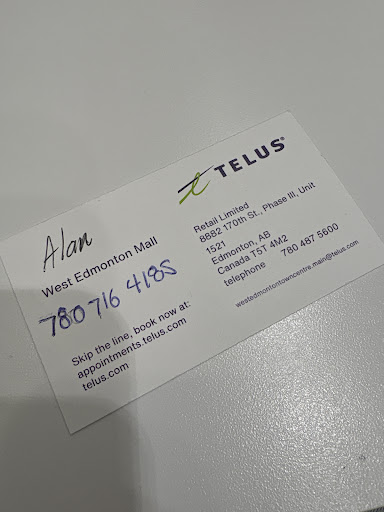 TELUS®
Alan
West Edmonton Mall
780 716 4185
Skip the line, book now at:
appointments.telus.com
telus.com
Retail Limited
8882 170th St., Phase III, Unit
1521
Edmonton, AB
Canada T5T 4M2
telephone 780 487 5600
westedmontontowncentre.main@telus.com